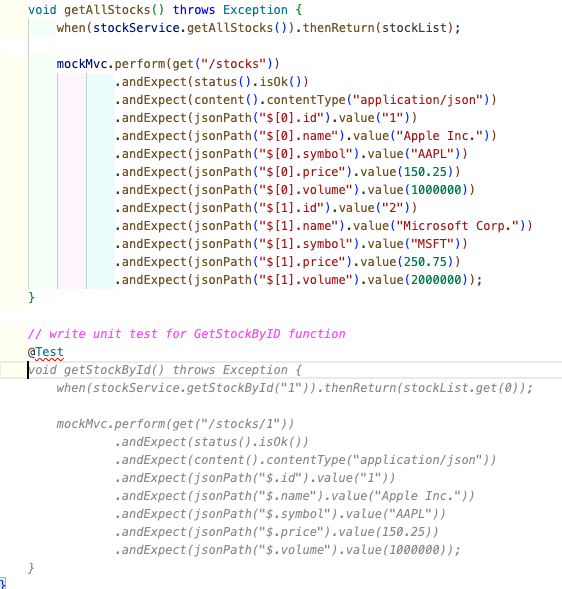 void getAllStocks() throws Exception {
when(stockService.getAllStocks()).thenReturn(stockList);
mockMvc.perform(get("/stocks"))
.andExpect(status().isOk())
.andExpect(content().contentType("application/json"))
.andExpect(jsonPath("$[0].id").value("1"))
.andExpect(jsonPath("$[0].name").value("Apple Inc."))
.andExpect(jsonPath("$[0].symbol").value("AAPL"))
.andExpect(jsonPath("$[0].price").value(150.25))
.andExpect(jsonPath("$[0].volume").value(1000000))
.andExpect(jsonPath("$[1].id").value("2"))
.andExpect(jsonPath("$[1].name").value("Microsoft Corp."))
.andExpect(jsonPath("$[1].symbol").value("MSFT"))
.andExpect(jsonPath("$[1].price").value(250.75))
.andExpect(jsonPath("$[1].volume").value(2000000));
}
// write unit test for GetStockByID function
@Test
void getStockById() throws Exception {
when(stockService.getStockById("1")).thenReturn(stockList.get(0));
mockMvc.perform(get("/stocks/1"))
.andExpect(status().isOk())
.andExpect(content().contentType("application/json"))
.andExpect(jsonPath("$.id").value("1"))
.andExpect(jsonPath("$.name").value("Apple Inc."))
.andExpect(jsonPath("$.symbol").value("AAPL"))
.andExpect(jsonPath("$.price").value(150.25))
.andExpect(jsonPath("$.volume").value(1000000));
}
}